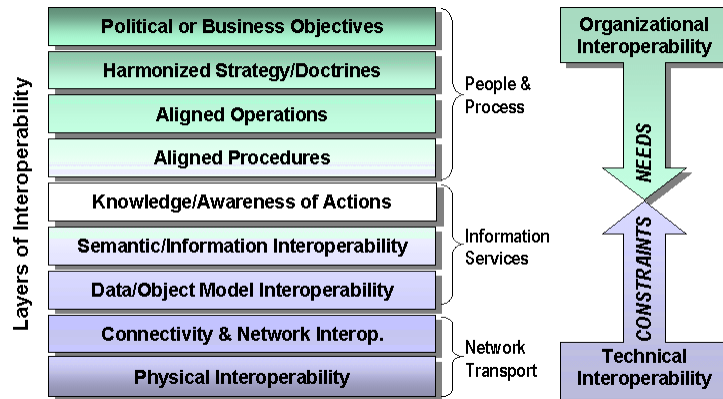 Layers of Interoperability
Political or Business Objectives
Harmonized Strategy/Doctrines
Aligned Operations
Aligned Procedures
Knowledge/Awareness of Actions
Semantic/Information Interoperability
Data/Object Model Interoperability
Connectivity & Network Interop.
Physical Interoperability
People &
Process
Information
Services
Network
Transport
Organizational
Interoperability
NEEDS
CONSTRAINTS
Technical
Interoperability